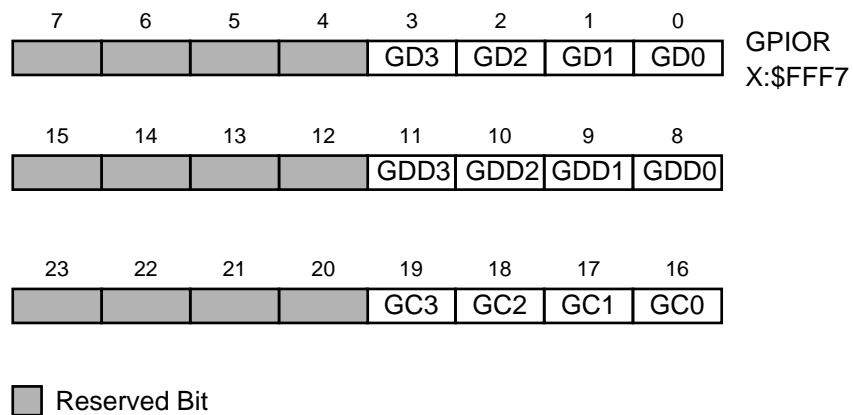 7 6 5 4 3 2 1 0
GD3 GD2 GD1 GD0
GPIOR
X:$FFF7
15 14 13 12 11 10 9 8
GDD3 GDD2 GDD1 GDD0
23 22 21 20 19 18 17 16
GC3 GC2 GC1 GC0
Reserved Bit